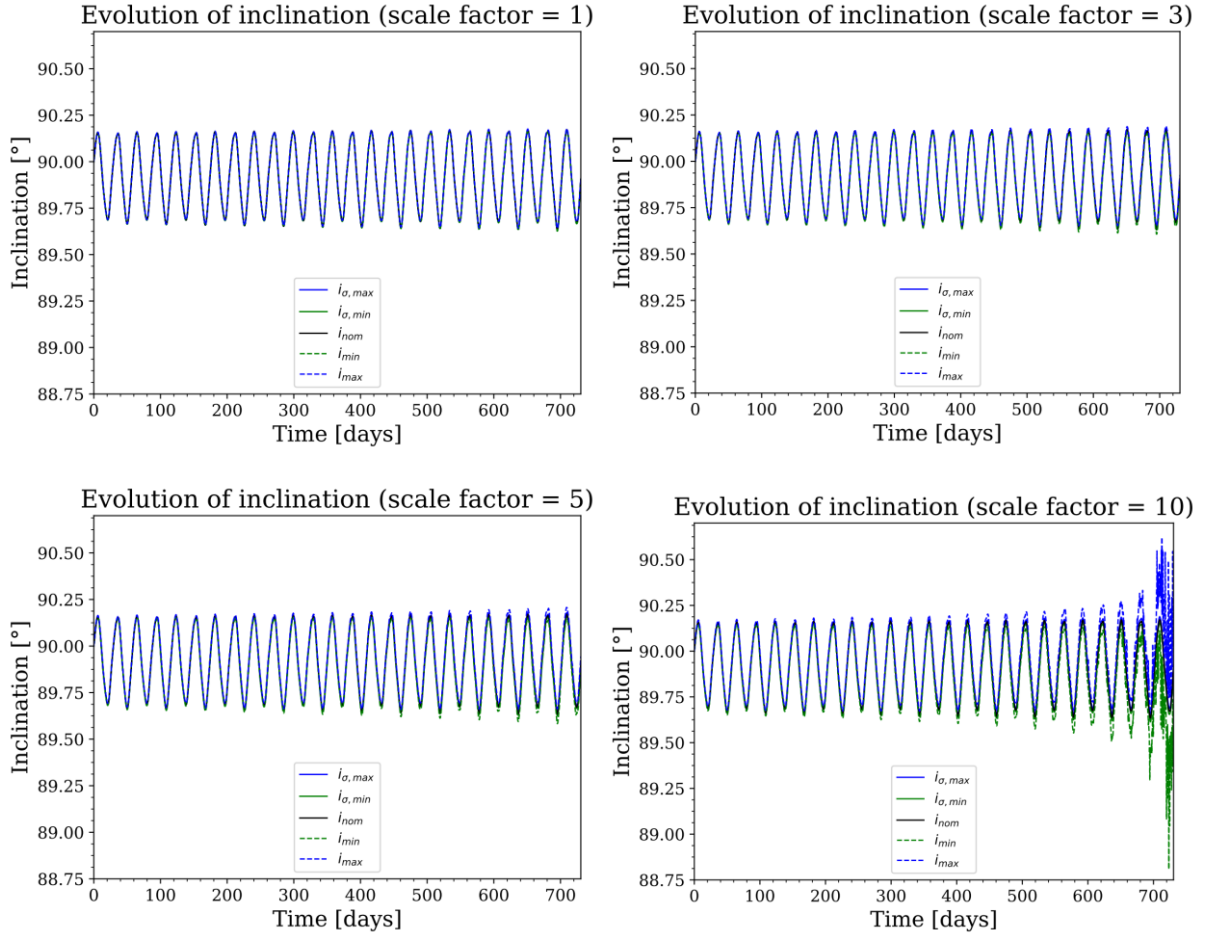 Evolution of inclination (scale factor = 1)
Inclination [°]
90.50
90.25
90.00
89.75
89.50
89.25
89.00
88.75
i_{σ,max}
i_{σ,min}
i_{nom}
i_{min}
i_{max}
0 100 200 300 400 500 600 700
Time [days]
Evolution of inclination (scale factor = 3)
Inclination [°]
90.50
90.25
90.00
89.75
89.50
89.25
89.00
88.75
i_{σ,max}
i_{σ,min}
i_{nom}
i_{min}
i_{max}
0 100 200 300 400 500 600 700
Time [days]
Evolution of inclination (scale factor = 5)
Inclination [°]
90.50
90.25
90.00
89.75
89.50
89.25
89.00
88.75
i_{σ,max}
i_{σ,min}
i_{nom}
i_{min}
i_{max}
0 100 200 300 400 500 600 700
Time [days]
Evolution of inclination (scale factor = 10)
Inclination [°]
90.50
90.25
90.00
89.75
89.50
89.25
89.00
88.75
i_{σ,max}
i_{σ,min}
i_{nom}
i_{min}
i_{max}
0 100 200 300 400 500 600 700
Time [days]